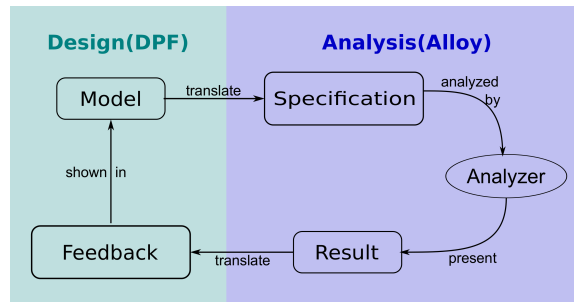 Design(DPF)
Analysis(Alloy)
Model
translate
Specification
analyzed
by
shown in
Analyzer
Feedback
translate
Result
present